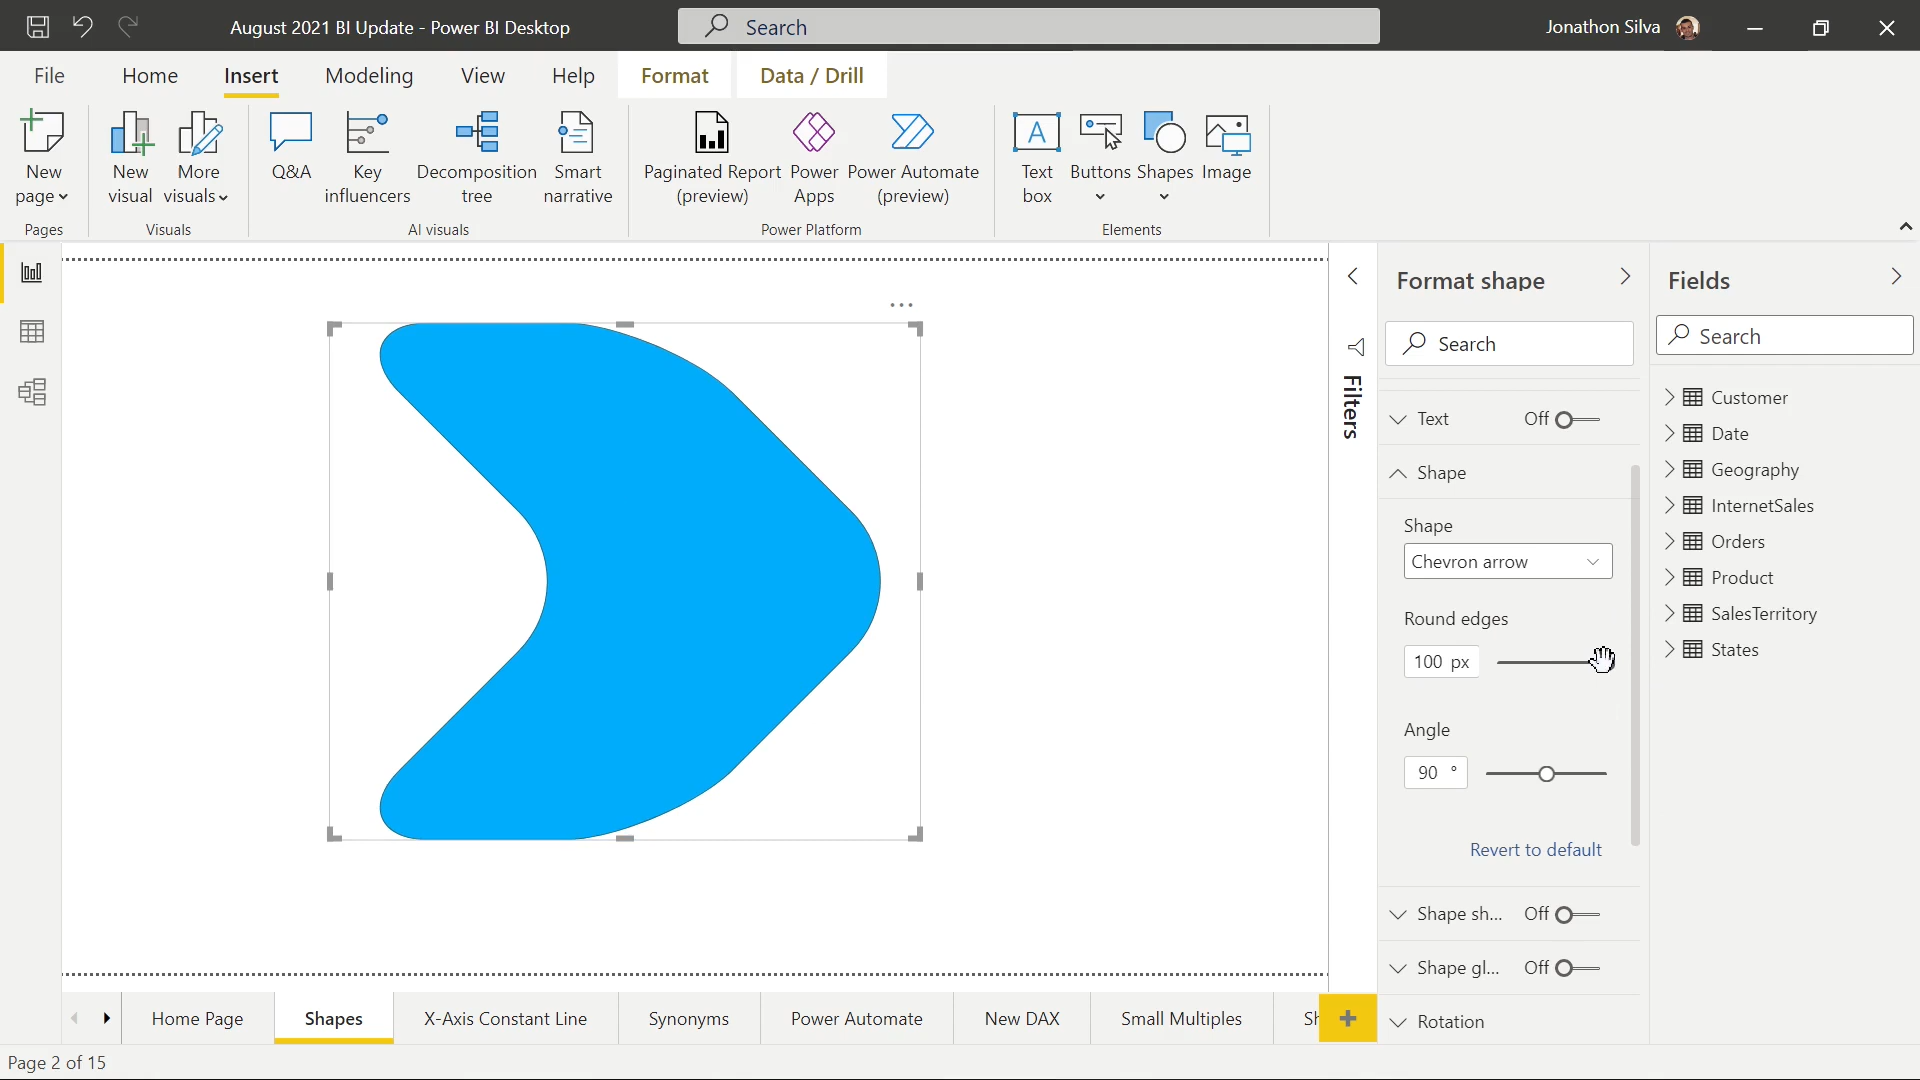 August 2021 BI Update - Power BI Desktop
Search
Jonathon Silva
File
Home
Insert
Modeling
View
Help
Format
Data / Drill
New
page
New
visual
More
visuals
Q&A
Key
influencers
Decomposition
tree
Smart
narrative
Paginated Report
(preview)
Power
Apps
Power Automate
(preview)
A
Text
box
Buttons
Shapes
Image
Pages
Visuals
AI visuals
Power Platform
Elements
Filters
Format shape
Search
Text
Off
Shape
Shape
Chevron arrow
Round edges
100 px
Angle
90 °
Revert to default
Shape sh...
Off
Shape gl...
Off
Rotation
Fields
Search
Customer
Date
Geography
InternetSales
Orders
Product
SalesTerritory
States
Home Page
Shapes
X-Axis Constant Line
Synonyms
Power Automate
New DAX
Small Multiples
Page 2 of 15